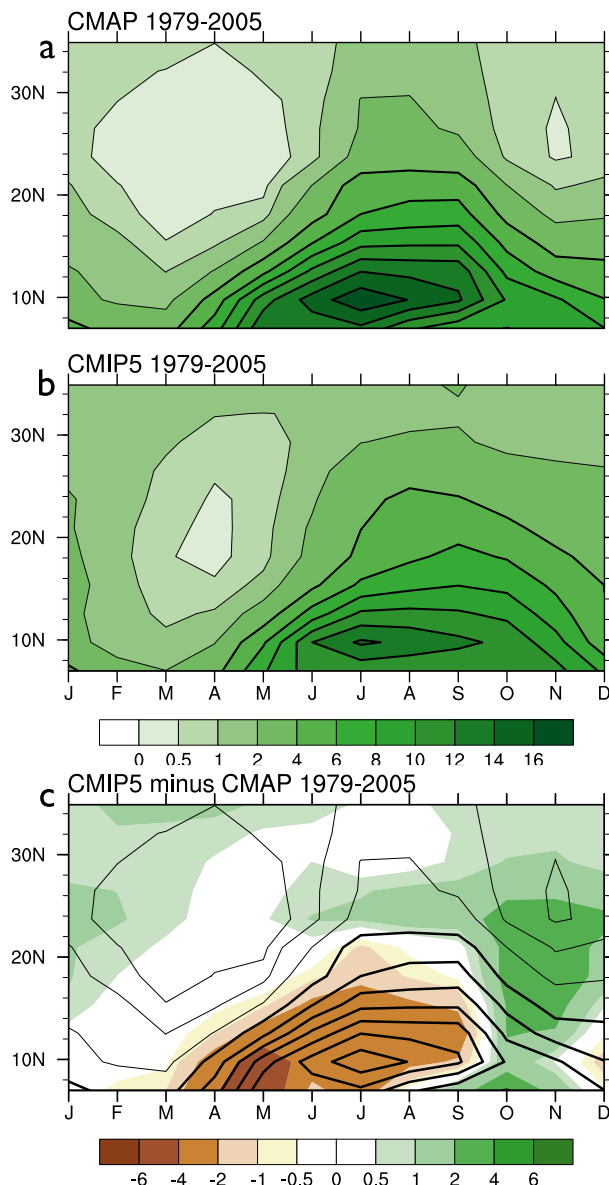 CMAP 1979-2005
a
30N
20N
10N
CMIP5 1979-2005
b
30N
20N
10N
J F M A M J J A S O N D
0 0.5 1 2 4 6 8 10 12 14 16
CMIP5 minus CMAP 1979-2005
c
30N
20N
10N
J F M A M J J A S O N D
-6 -4 -2 -1 -0.5 0 0.5 1 2 4 6